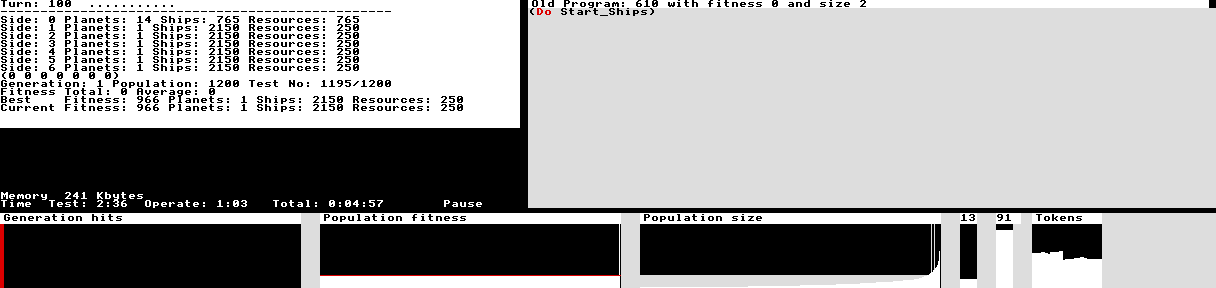 Turn: 100 ...........
Side: 0 Planets: 14 Ships: 765 Resources: 765
Side: 1 Planets: 1 Ships: 2150 Resources: 250
Side: 2 Planets: 1 Ships: 2150 Resources: 250
Side: 3 Planets: 1 Ships: 2150 Resources: 250
Side: 4 Planets: 1 Ships: 2150 Resources: 250
Side: 5 Planets: 1 Ships: 2150 Resources: 250
Side: 6 Planets: 1 Ships: 2150 Resources: 250
(0 0 0 0 0 0 0)
Generation: 1 Population: 1200 Test No: 1195/1200
Fitness Total: 0 Average: 0
Best Fitness: 966 Planets: 1 Ships: 2150 Resources: 250
Current Fitness: 966 Planets: 1 Ships: 2150 Resources: 250
Memory 241 Kbytes
Time Test: 2:36 Operate: 1:03 Total: 0:04:57 Pause
Old Program: 610 with fitness 0 and size 2
(Do Start_Ships)
Generation hits
Population fitness
Population size
13
91
Tokens